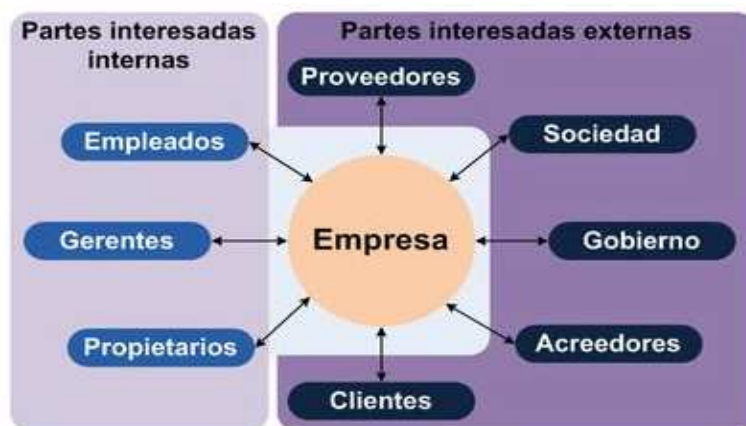 Partes interesadas
internas
Partes interesadas externas
Proveedores
Empleados
Sociedad
Gerentes
Empresa
Gobierno
Propietarios
Acreedores
Clientes